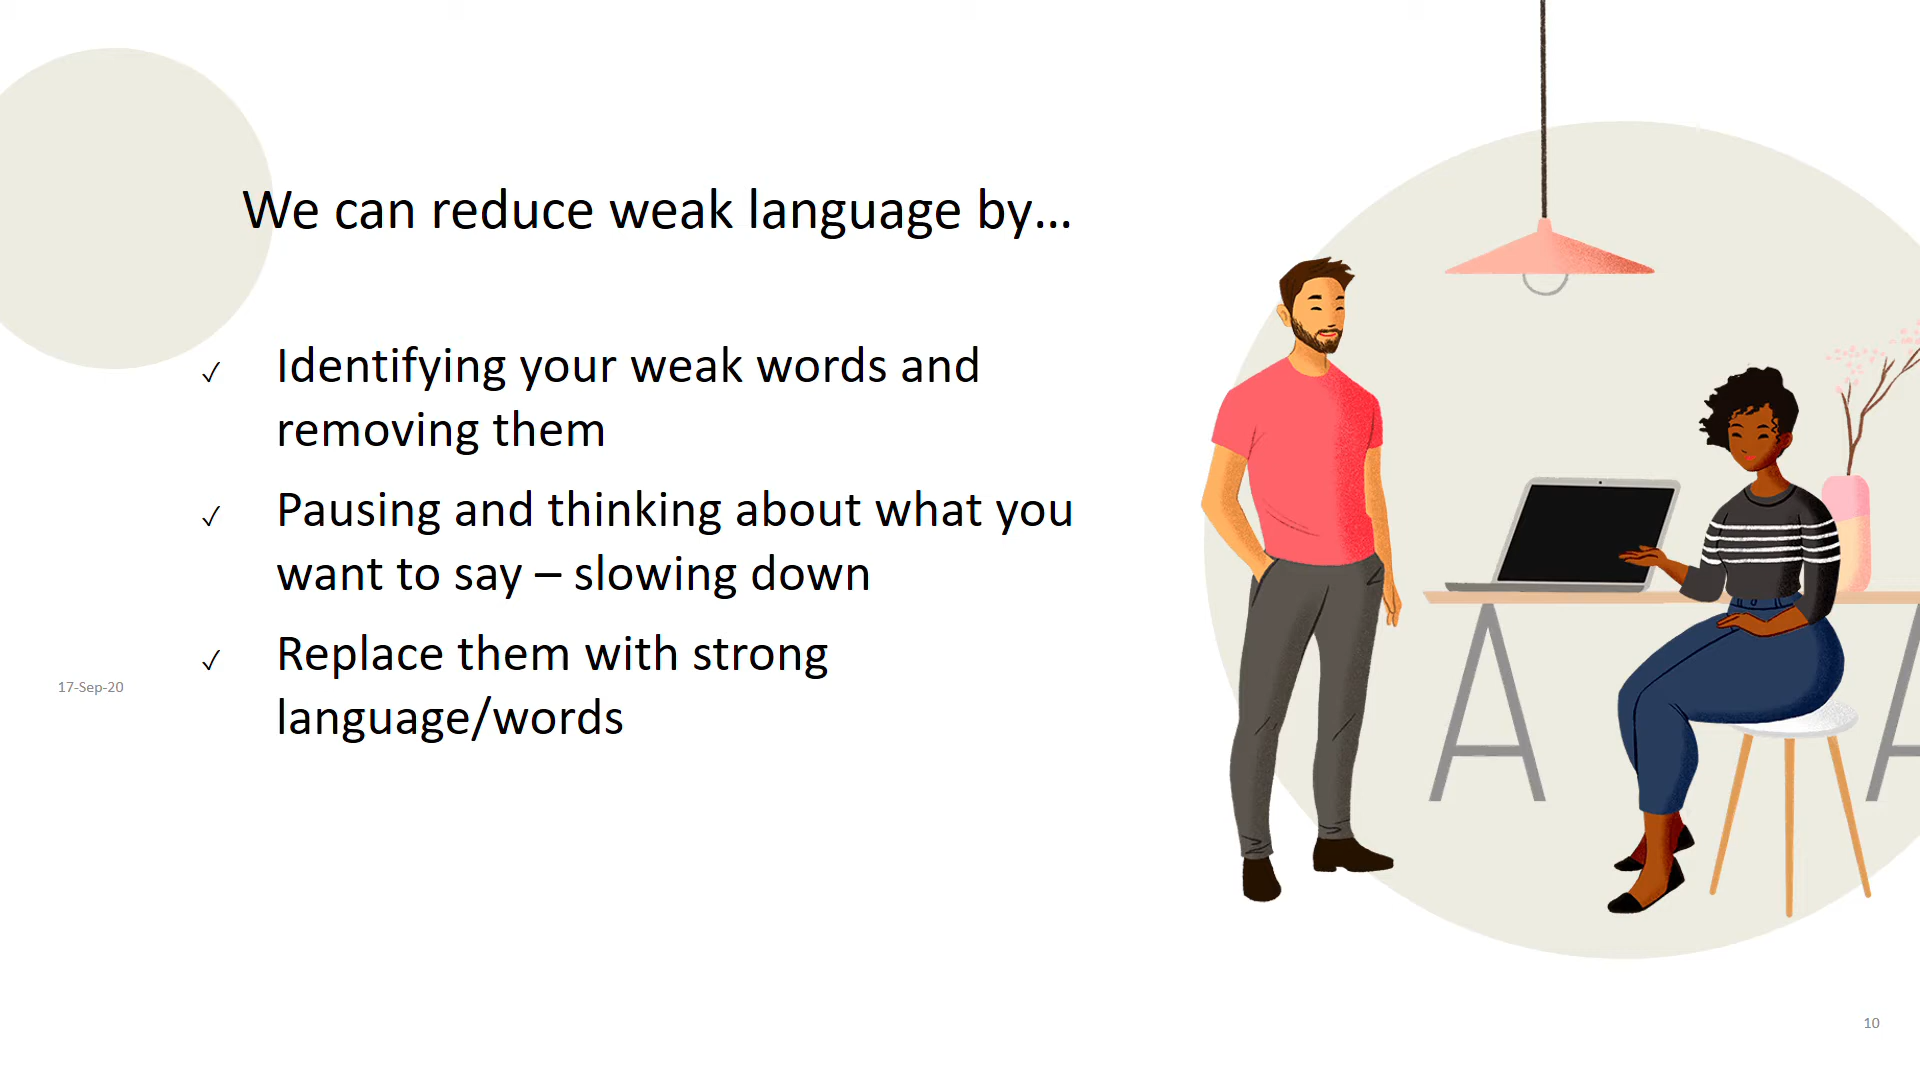 We can reduce weak language by…
✓ Identifying your weak words and
removing them
✓ Pausing and thinking about what you
want to say – slowing down
✓ Replace them with strong
language/words
17-Sep-20
10